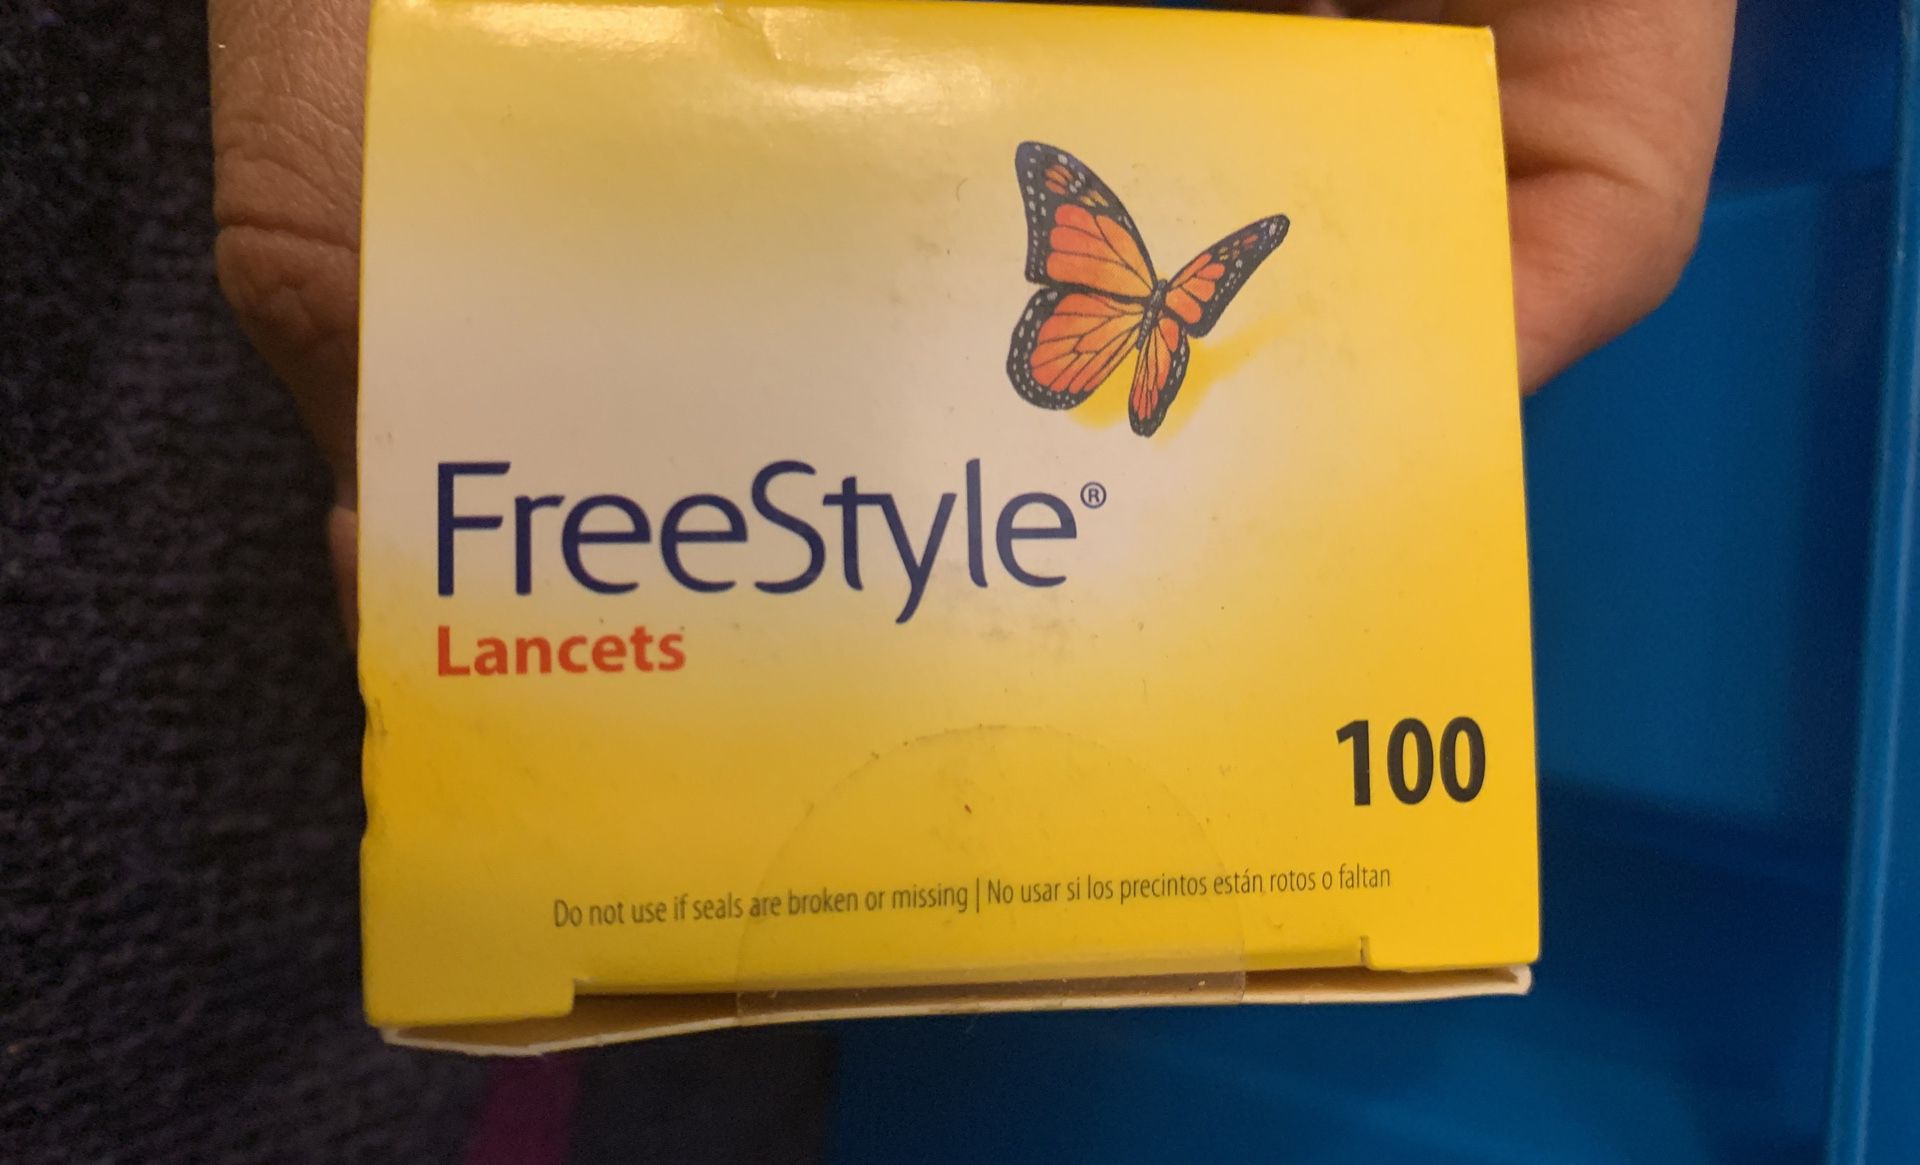 FreeStyle®
Lancets
100
Do not use if seals are broken or missing | No usar si los precintos están rotos o faltan